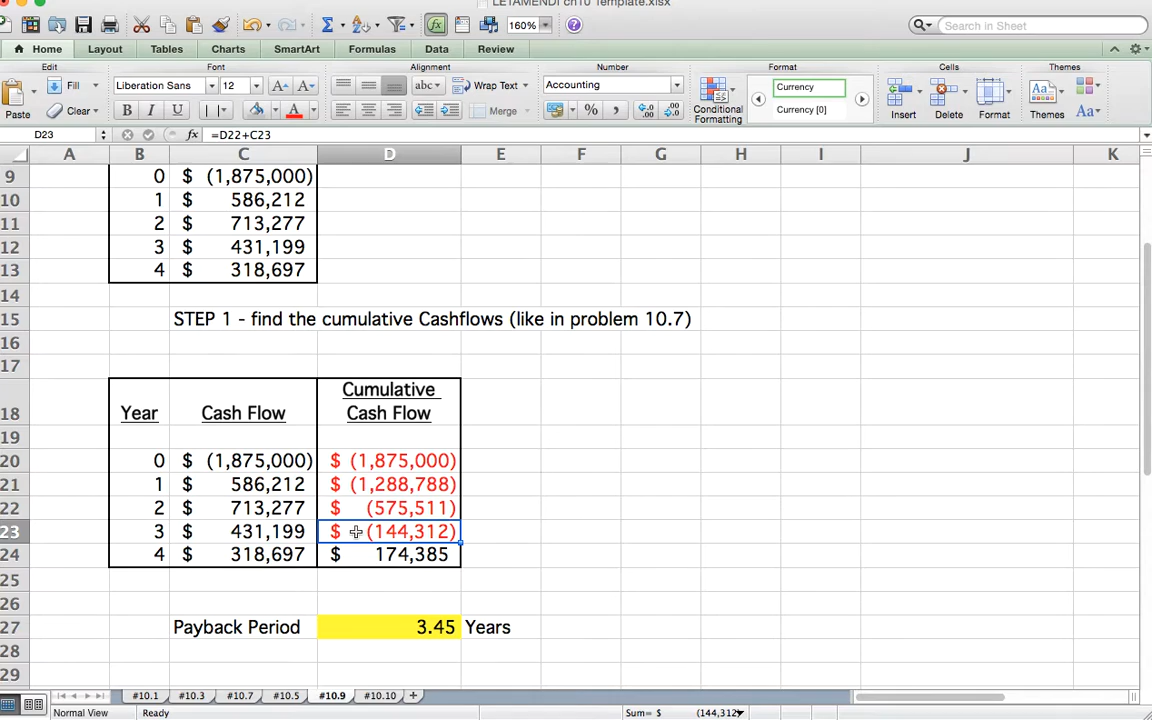 LETAMENDI ch10 Template.xlsx
160%
Search in Sheet
Home Layout Tables Charts SmartArt Formulas Data Review
Edit Font Alignment Number Format Cells Themes
Fill Liberation Sans 12 A A abc Wrap Text Accounting Currency
Paste Clear B I U A Merge % , .0 .00 .00 .0 Conditional Formatting Currency [0] Insert Delete Format Themes Aa
D23 fx =D22+C23
A B C D E F G H I J K
9 0 $ (1,875,000)
10 1 $ 586,212
11 2 $ 713,277
12 3 $ 431,199
13 4 $ 318,697
14
15 STEP 1 - find the cumulative Cashflows (like in problem 10.7)
16
17
18 Year Cash Flow Cumulative Cash Flow
19
20 0 $ (1,875,000) $ (1,875,000)
21 1 $ 586,212 $ (1,288,788)
22 2 $ 713,277 $ (575,511)
23 3 $ 431,199 $ (144,312)
24 4 $ 318,697 $ 174,385
25
26
27 Payback Period 3.45 Years
28
29
#10.1 #10.3 #10.7 #10.5 #10.9 #10.10 +
Normal View Ready Sum= $ (144,312)